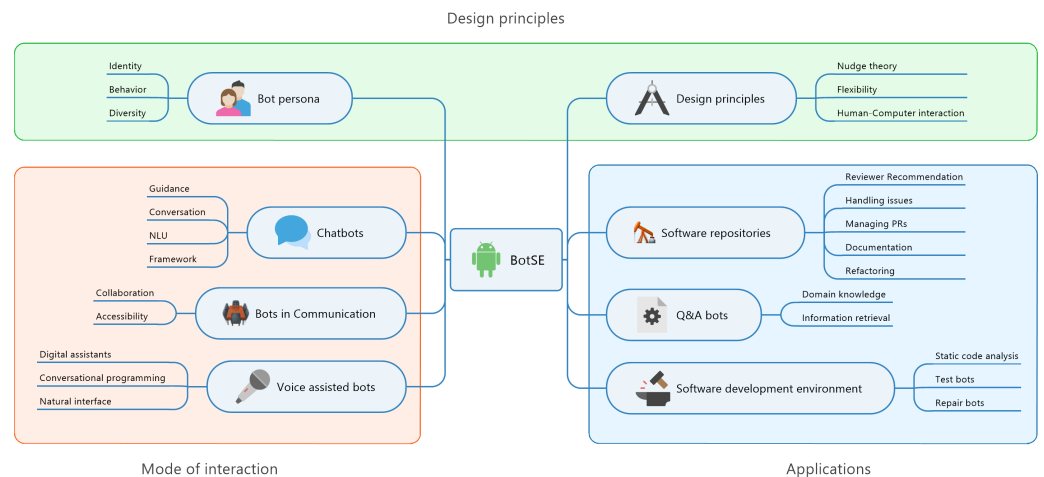 Design principles
Identity
Behavior
Diversity
Bot persona
Design principles
Nudge theory
Flexibility
Human-Computer interaction
Guidance
Conversation
NLU
Framework
Chatbots
Collaboration
Accessibility
Bots in Communication
Digital assistants
Conversational programming
Natural interface
Voice assisted bots
BotSE
Software repositories
Reviewer Recommendation
Handling issues
Managing PRs
Documentation
Refactoring
Q&A bots
Domain knowledge
Information retrieval
Software development environment
Static code analysis
Test bots
Repair bots
Mode of interaction
Applications